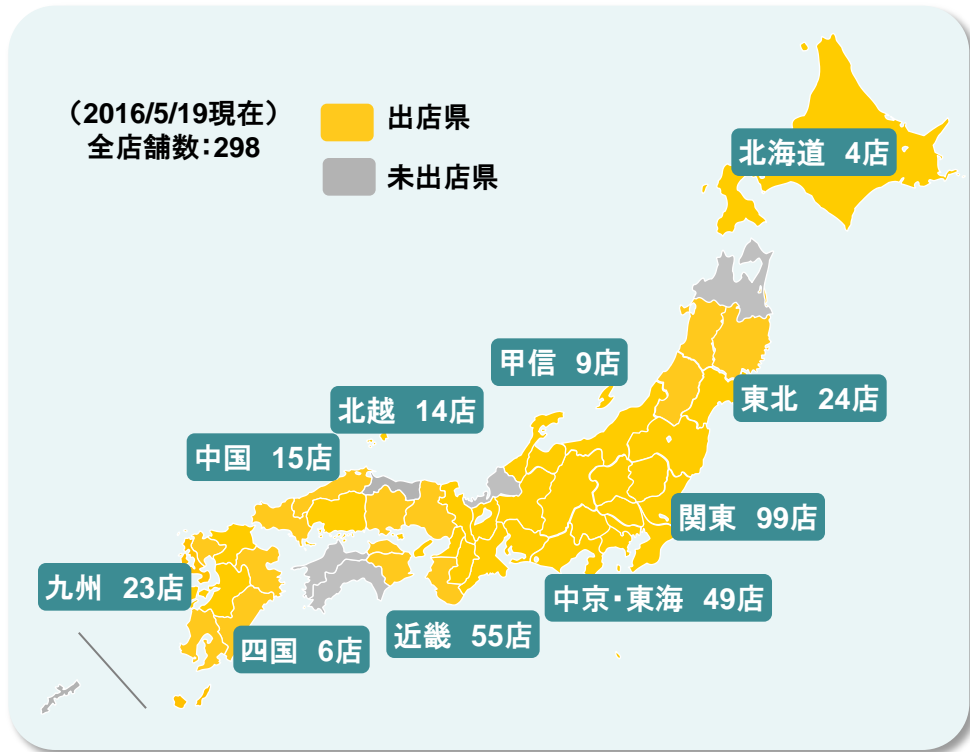 （2016/5/19現在）
全店舗数：298
出店県
未出店県
北海道 4店
甲信 9店
北越 14店
東北 24店
中国 15店
関東 99店
九州 23店
中京・東海 49店
近畿 55店
四国 6店